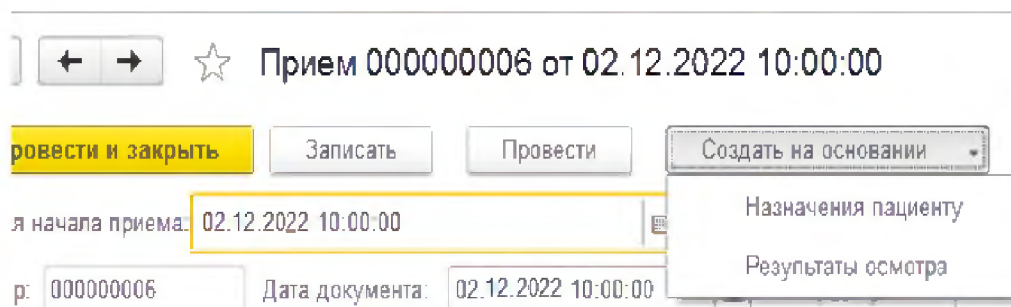 Прием 000000006 от 02.12.2022 10:00:00
ровести и закрыть Записать Провести Создать на основании
я начала приема: 02.12.2022 10:00:00 Назначения пациенту
Результаты осмотра
р: 000000006 Дата документа: 02.12.2022 10:00:00